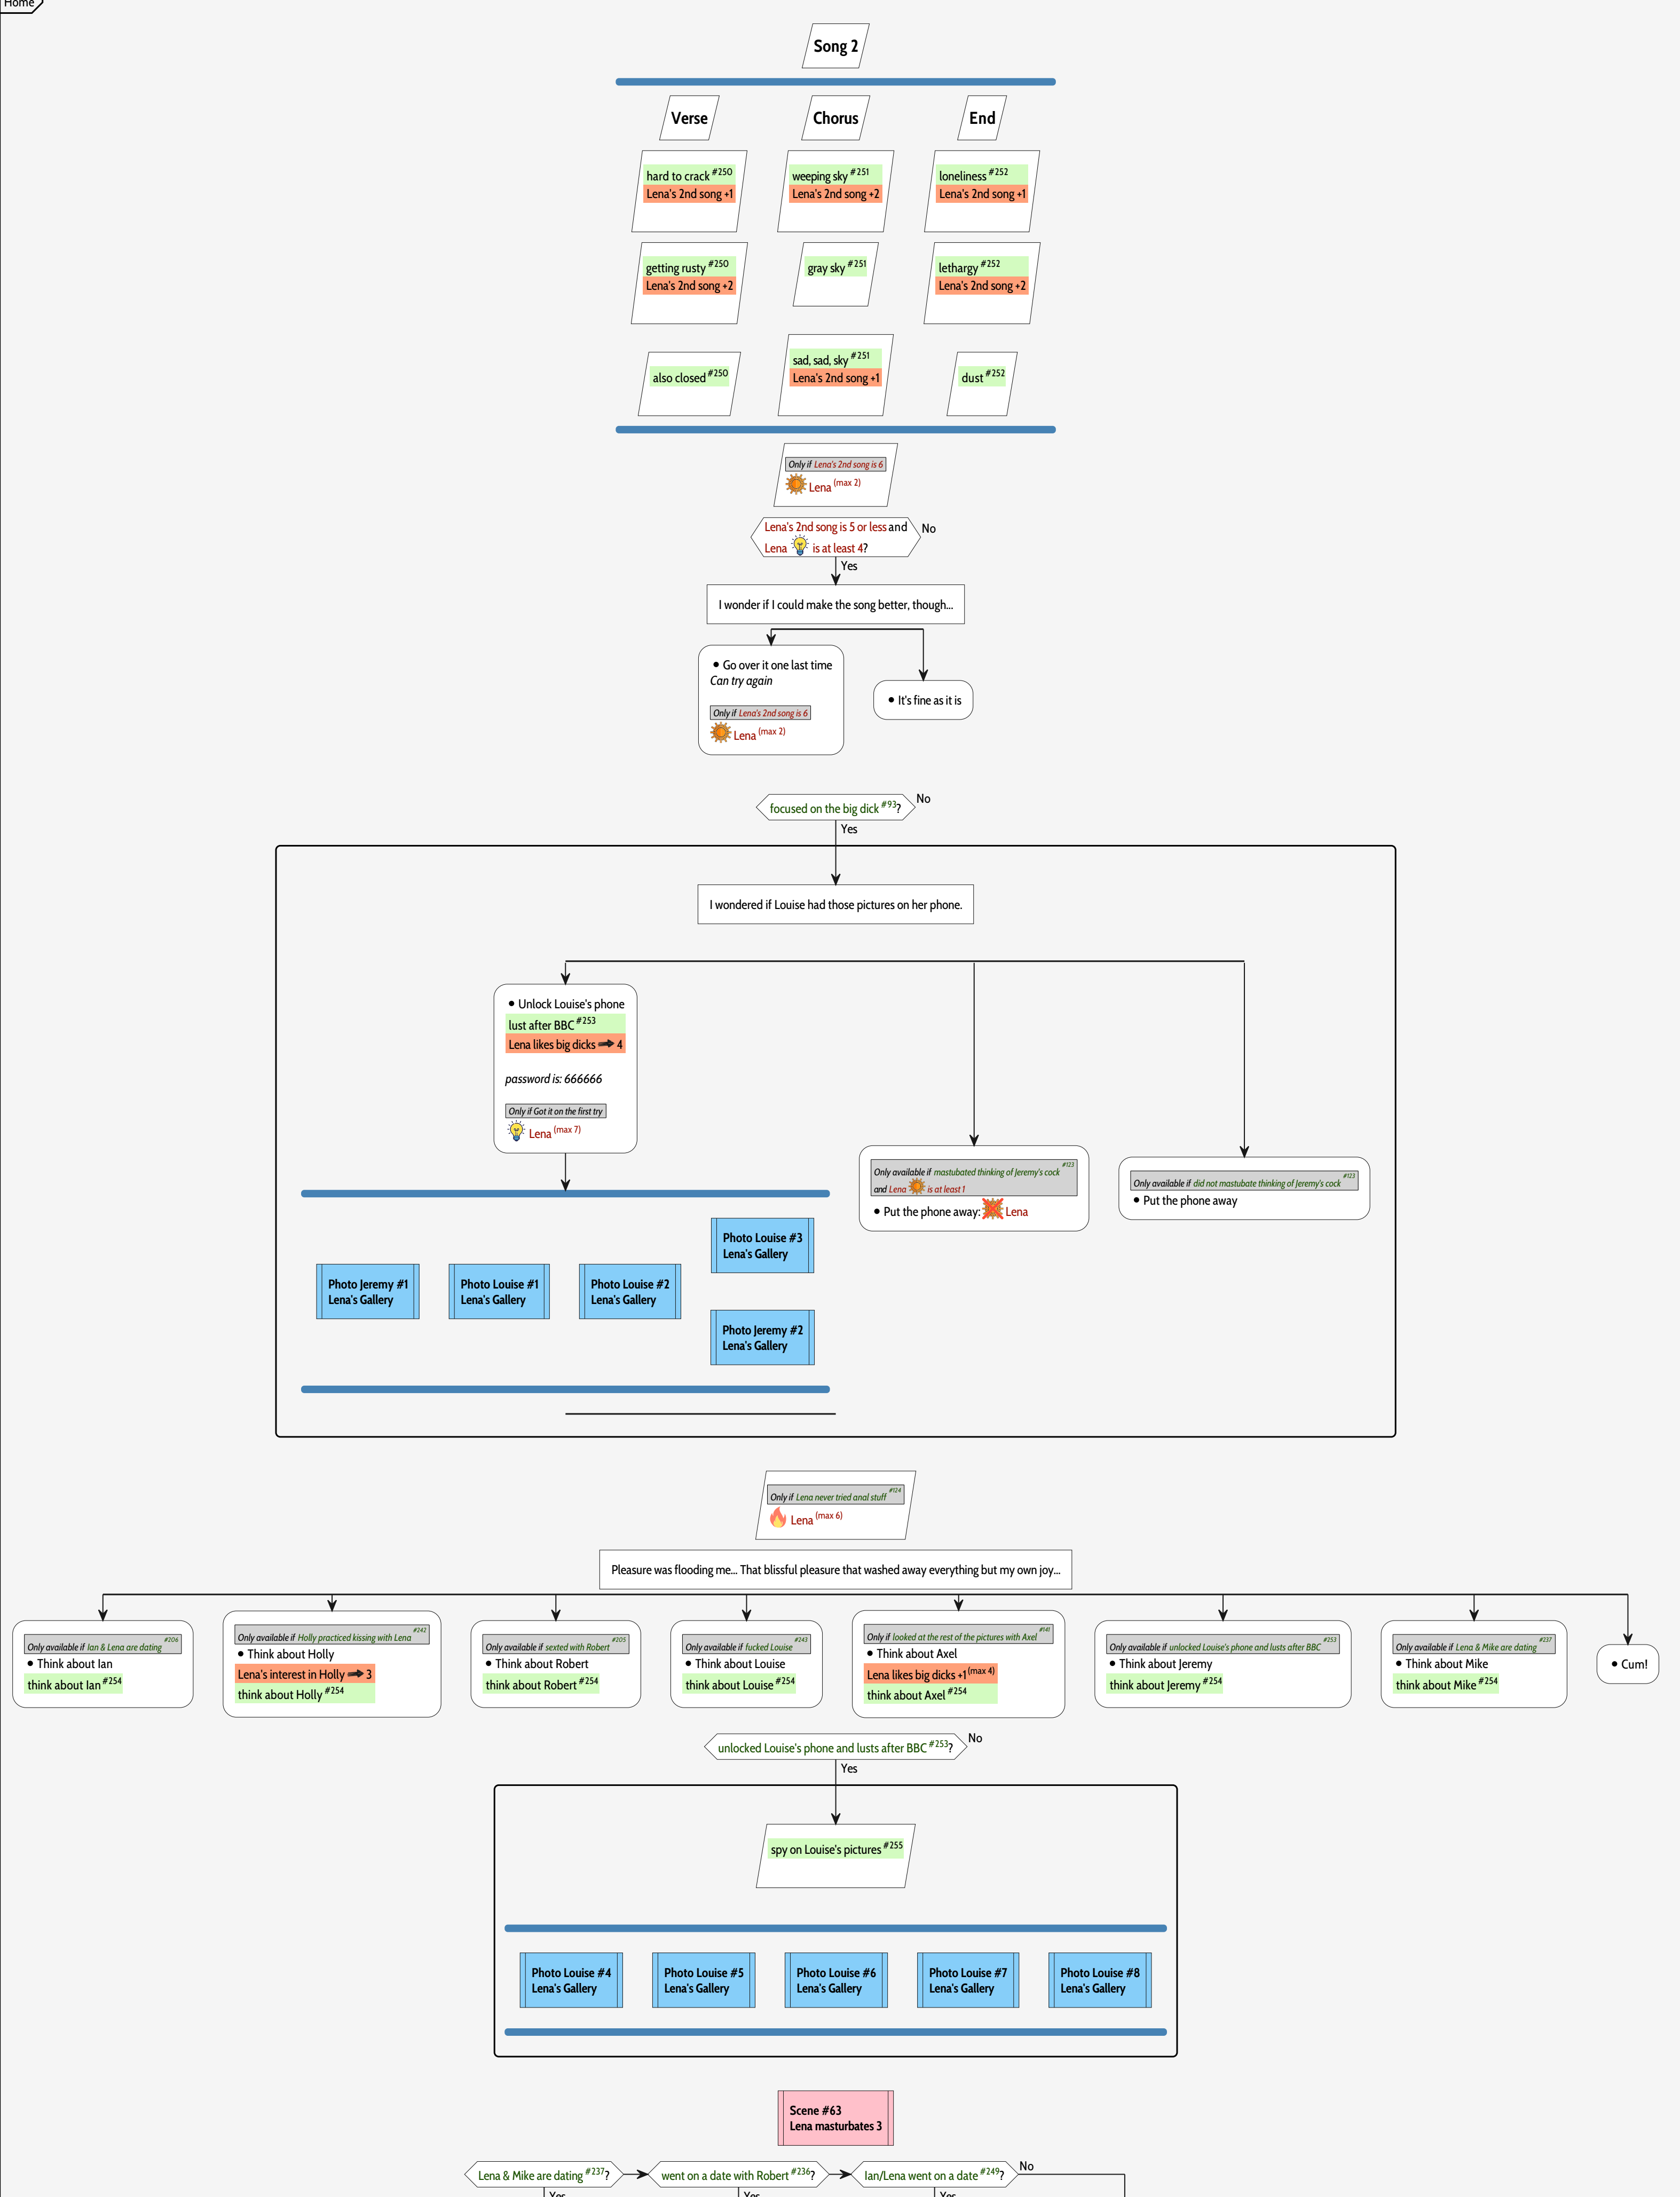 Home
Song 2
Verse
Chorus
End
hard to crack #250
Lena's 2nd song +1
weeping sky #251
Lena's 2nd song +2
loneliness #252
Lena's 2nd song +1
getting rusty #250
Lena's 2nd song +2
gray sky #251
lethargy #252
Lena's 2nd song +2
also closed #250
sad, sad, sky #251
Lena's 2nd song +1
dust #252
Only if Lena's 2nd song is 6
Lena (max 2)
Lena's 2nd song is 5 or less and
Lena is at least 4?
No
Yes
I wonder if I could make the song better, though...
• Go over it one last time
Can try again
Only if Lena's 2nd song is 6
Lena (max 2)
• It's fine as it is
focused on the big dick #93?
No
Yes
I wondered if Louise had those pictures on her phone.
• Unlock Louise's phone
lust after BBC #253
Lena likes big dicks 4
password is: 666666
Only if Got it on the first try
Lena (max 7)
Only available if mastubated thinking of Jeremy's cock #123
and Lena is at least 1
• Put the phone away: Lena
Only available if did not mastubate thinking of Jeremy's cock #123
• Put the phone away
Photo Jeremy #1
Lena's Gallery
Photo Louise #1
Lena's Gallery
Photo Louise #2
Lena's Gallery
Photo Louise #3
Lena's Gallery
Photo Jeremy #2
Lena's Gallery
Only if Lena never tried anal stuff #124
Lena (max 6)
Pleasure was flooding me... That blissful pleasure that washed away everything but my own joy...
Only available if Ian & Lena are dating #206
• Think about Ian
think about Ian #254
Only available if Holly practiced kissing with Lena #242
• Think about Holly
Lena's interest in Holly 3
think about Holly #254
Only available if sexted with Robert #205
• Think about Robert
think about Robert #254
Only available if fucked Louise #243
• Think about Louise
think about Louise #254
Only if looked at the rest of the pictures with Axel #141
• Think about Axel
Lena likes big dicks +1 (max 4)
think about Axel #254
Only available if unlocked Louise's phone and lusts after BBC #253
• Think about Jeremy
think about Jeremy #254
Only available if Lena & Mike are dating #237
• Think about Mike
think about Mike #254
• Cum!
unlocked Louise's phone and lusts after BBC #253?
No
Yes
spy on Louise's pictures #255
Photo Louise #4
Lena's Gallery
Photo Louise #5
Lena's Gallery
Photo Louise #6
Lena's Gallery
Photo Louise #7
Lena's Gallery
Photo Louise #8
Lena's Gallery
Scene #63
Lena masturbates 3
Lena & Mike are dating #237?
went on a date with Robert #236?
Ian/Lena went on a date #249?
No
Yes
Yes
Yes